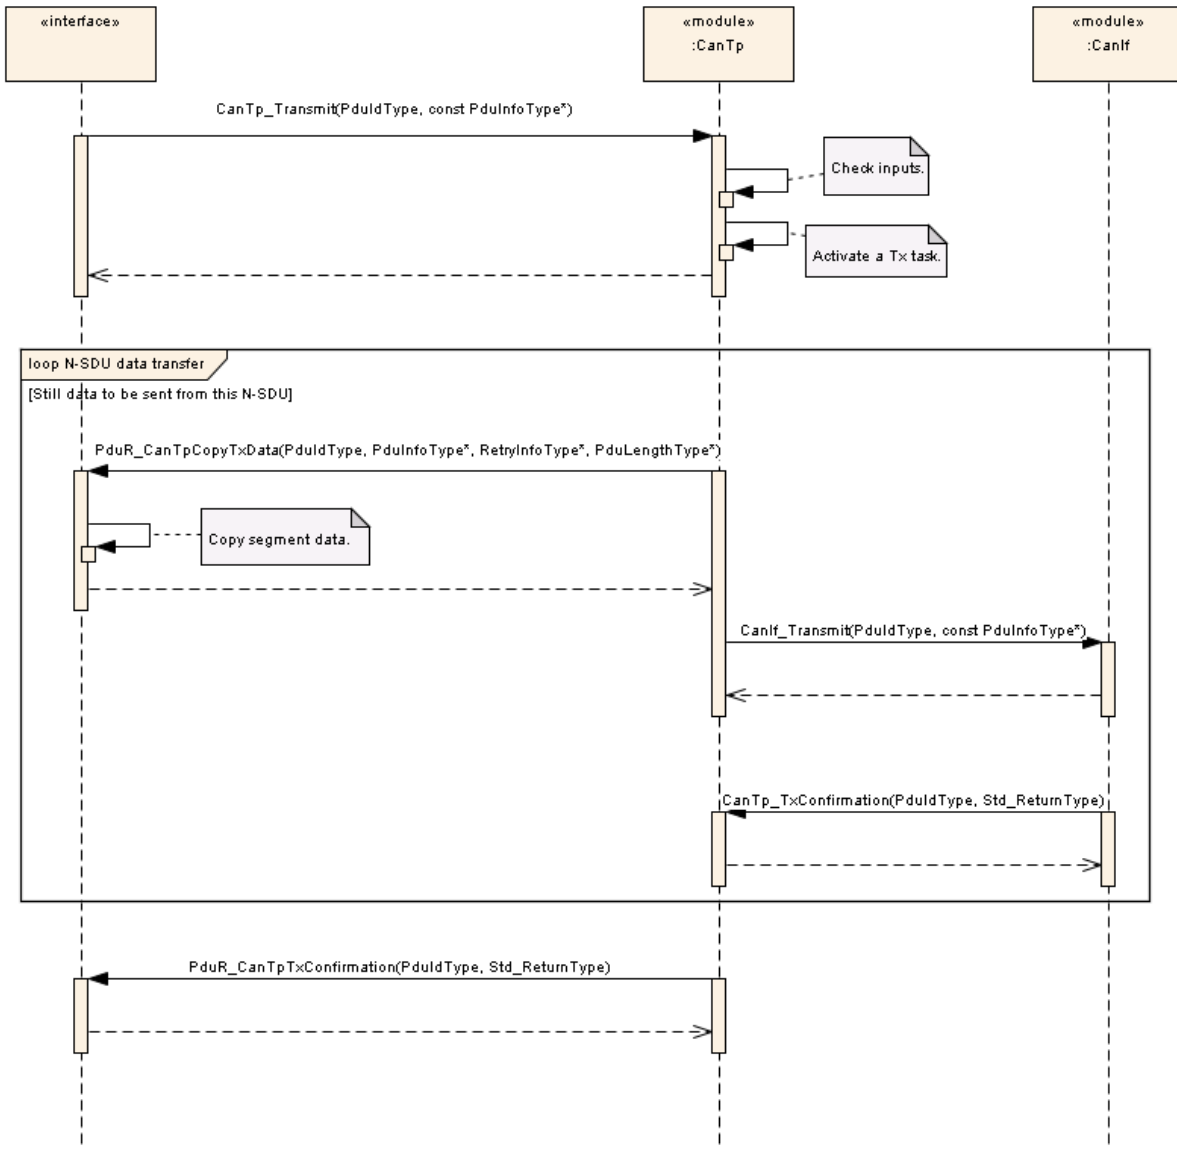 «interface»
«module»
:CanTp
«module»
:CanIf
CanTp_Transmit(PduIdType, const PduInfoType*)
Check inputs.
Activate a Tx task.
loop N-SDU data transfer
[Still data to be sent from this N-SDU]
PduR_CanTpCopyTxData(PduIdType, PduInfoType*, RetryInfoType*, PduLengthType*)
Copy segment data.
CanIf_Transmit(PduIdType, const PduInfoType*)
CanTp_TxConfirmation(PduIdType, Std_ReturnType)
PduR_CanTpTxConfirmation(PduIdType, Std_ReturnType)